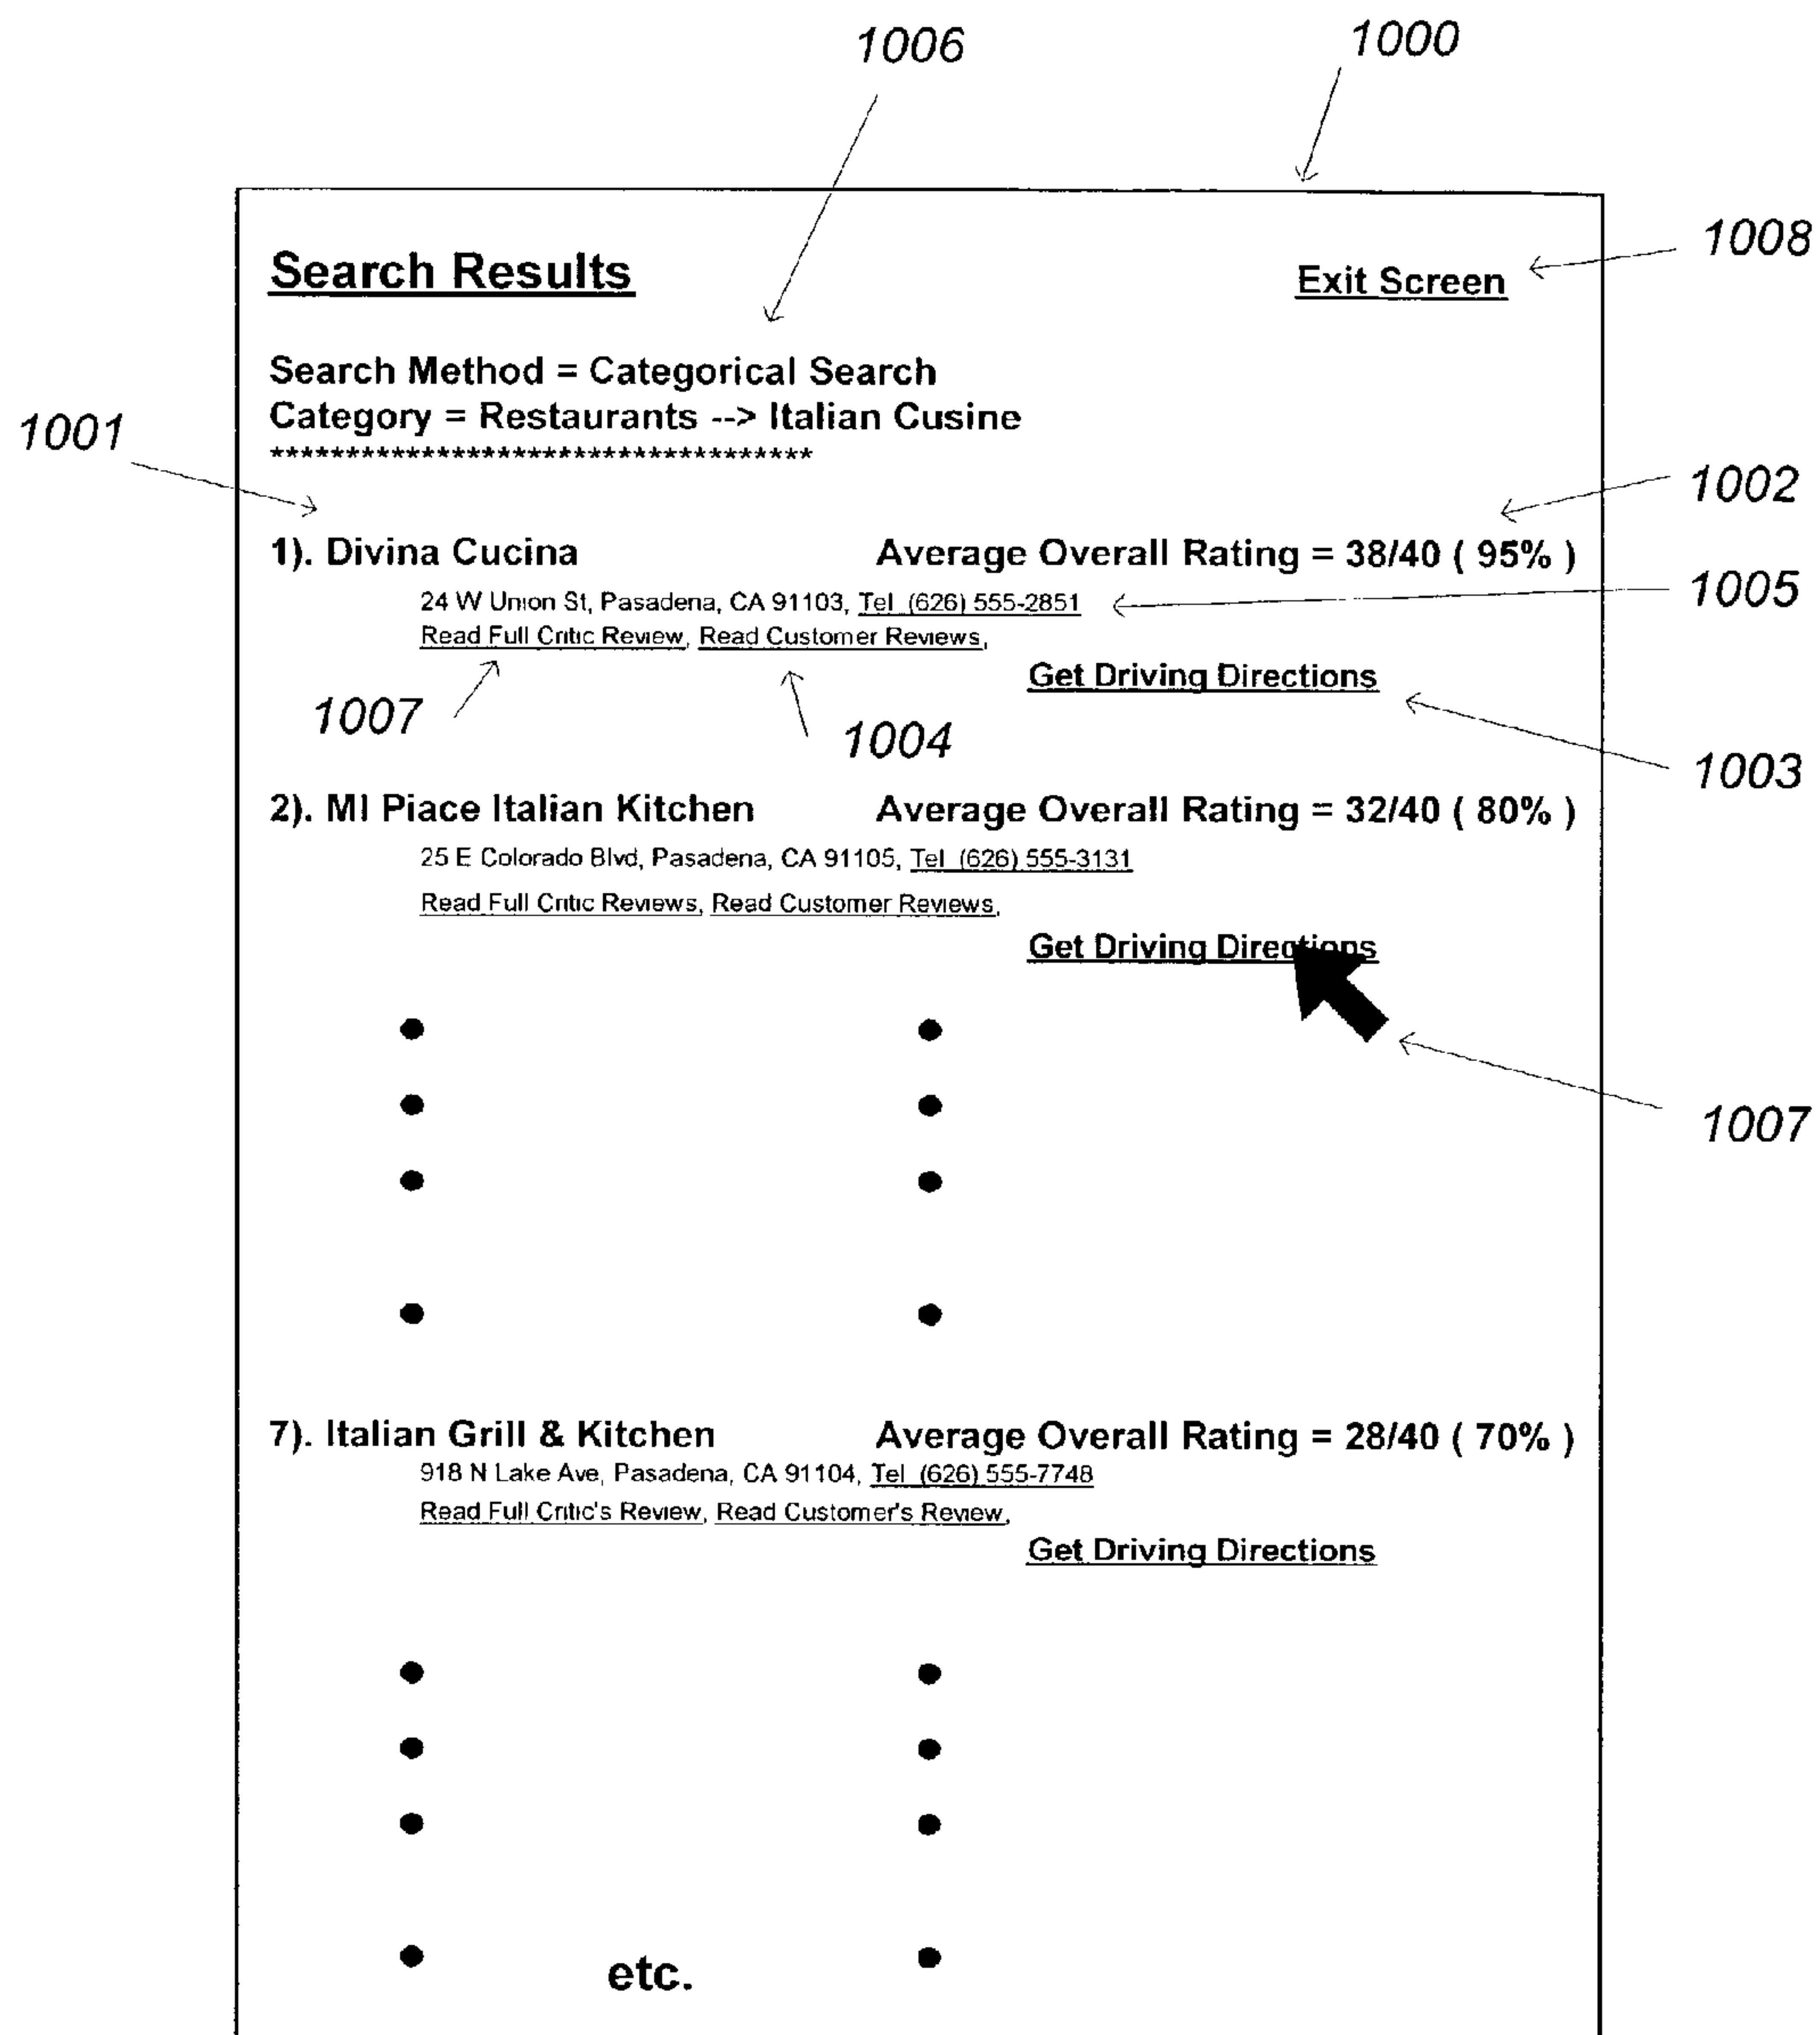 1006
1000
1008
Search Results
Exit Screen
Search Method = Categorical Search
Category = Restaurants --> Italian Cusine
************************************
1001
1002
1). Divina Cucina Average Overall Rating = 38/40 ( 95% )
24 W Union St, Pasadena, CA 91103, Tel (626) 555-2851
1005
Read Full Critic Review, Read Customer Reviews,
Get Driving Directions
1007
1004
1003
2). MI Piace Italian Kitchen Average Overall Rating = 32/40 ( 80% )
25 E Colorado Blvd, Pasadena, CA 91105, Tel (626) 555-3131
Read Full Critic Reviews, Read Customer Reviews,
Get Driving Directions
1007
7). Italian Grill & Kitchen Average Overall Rating = 28/40 ( 70% )
918 N Lake Ave, Pasadena, CA 91104, Tel (626) 555-7748
Read Full Critic's Review, Read Customer's Review,
Get Driving Directions
etc.